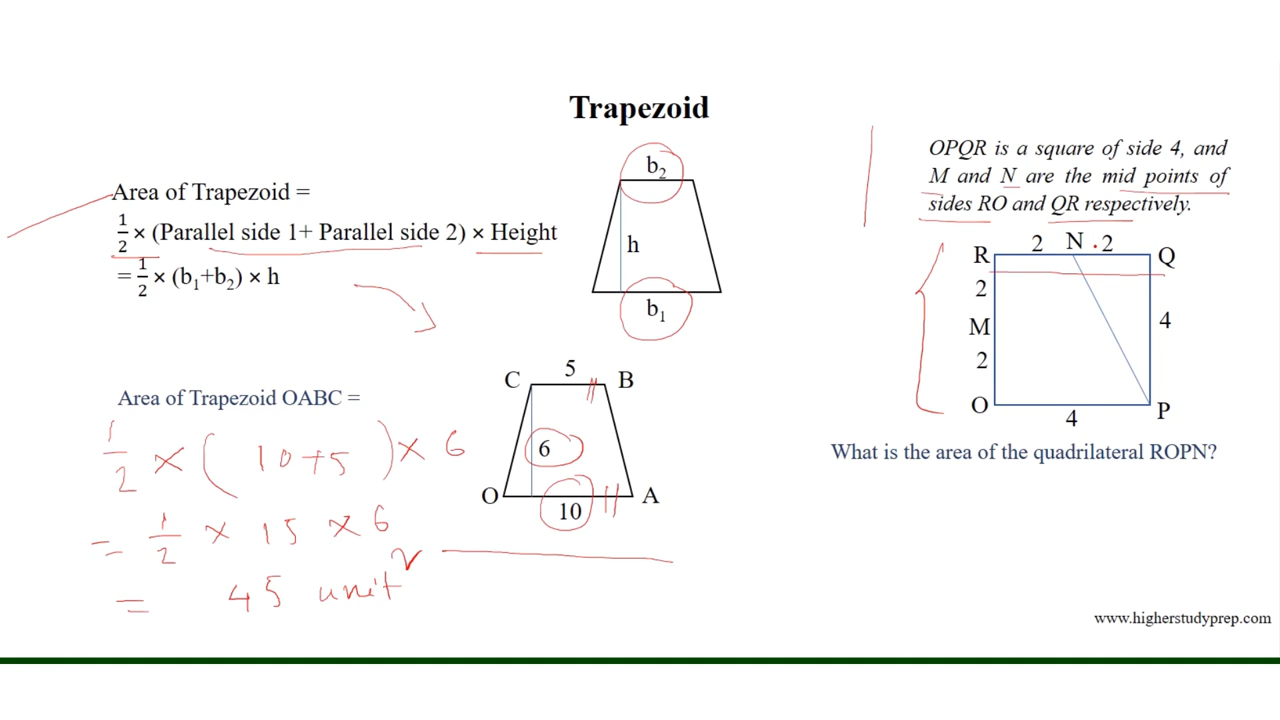 Trapezoid
Area of Trapezoid =
1/2 × (Parallel side 1+ Parallel side 2) × Height
= 1/2 × (b₁+b₂) × h
b₂
h
b₁
Area of Trapezoid OABC =
1/2 × ( 10+5 ) × 6
= 1/2 × 15 × 6
= 45 unit²
C 5 B
6
O 10 A
OPQR is a square of side 4, and
M and N are the mid points of
sides RO and QR respectively.
R 2 N 2 Q
2
M 4
2
O 4 P
What is the area of the quadrilateral ROPN?
www.higherstudyprep.com